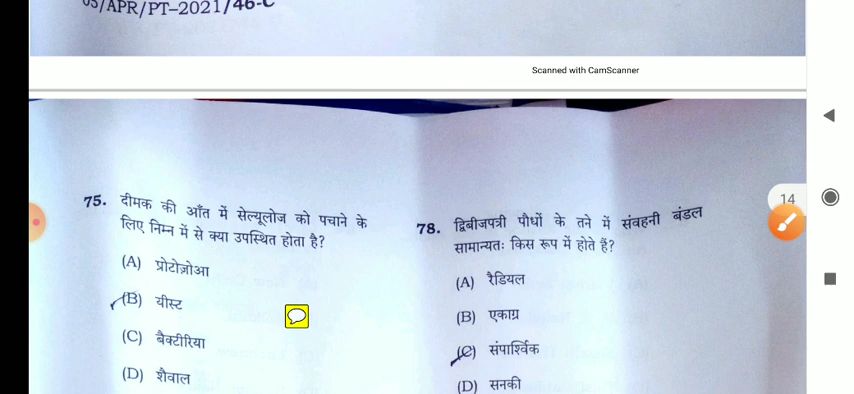 05/APR/PT–2021/46-C
Scanned with CamScanner
14
75. दीमक की आँत में सेल्यूलोज को पचाने के
लिए निम्न में से क्या उपस्थित होता है?
(A) प्रोटोज़ोआ
(B) यीस्ट
(C) बैक्टीरिया
(D) शैवाल
78. द्विबीजपत्री पौधों के तने में संवहनी बंडल
सामान्यतः किस रूप में होते हैं?
(A) रैडियल
(B) एकाग्र
(C) संपार्श्विक
(D) सनकी